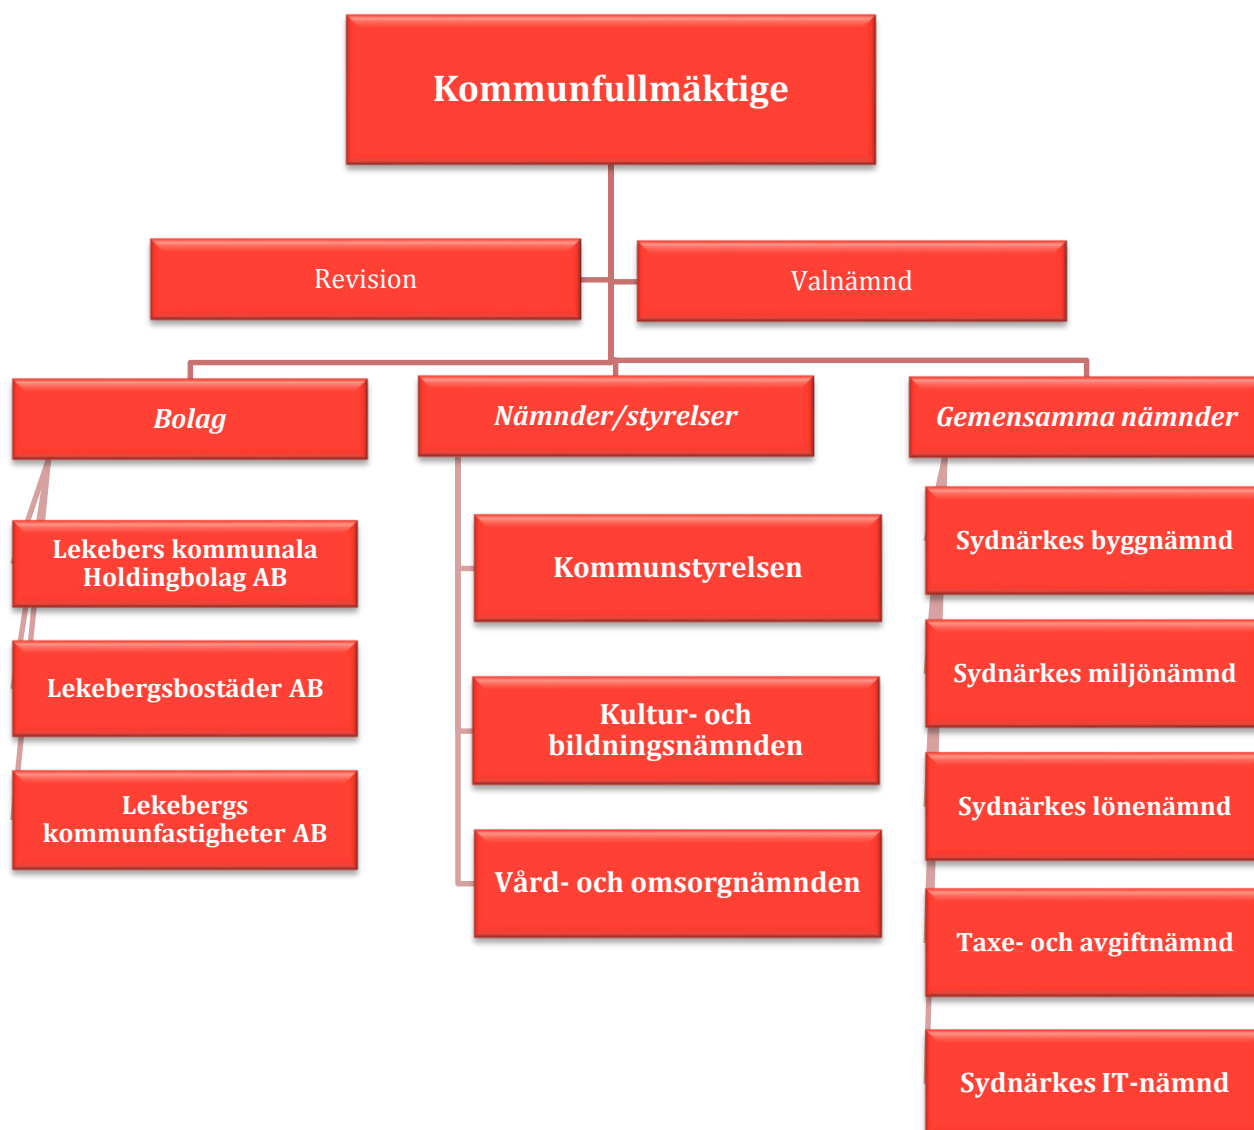 Kommunfullmäktige
Revision
Valnämnd
Bolag
Lekebers kommunala
Holdingbolag AB
Lekebergsbostäder AB
Lekebergs
kommunfastigheter AB
Nämnder/styrelser
Kommunstyrelsen
Kultur- och
bildningsnämnden
Vård- och omsorgnämnden
Gemensamma nämnder
Sydnärkes byggnämnd
Sydnärkes miljönämnd
Sydnärkes lönenämnd
Taxe- och avgiftnämnd
Sydnärkes IT-nämnd